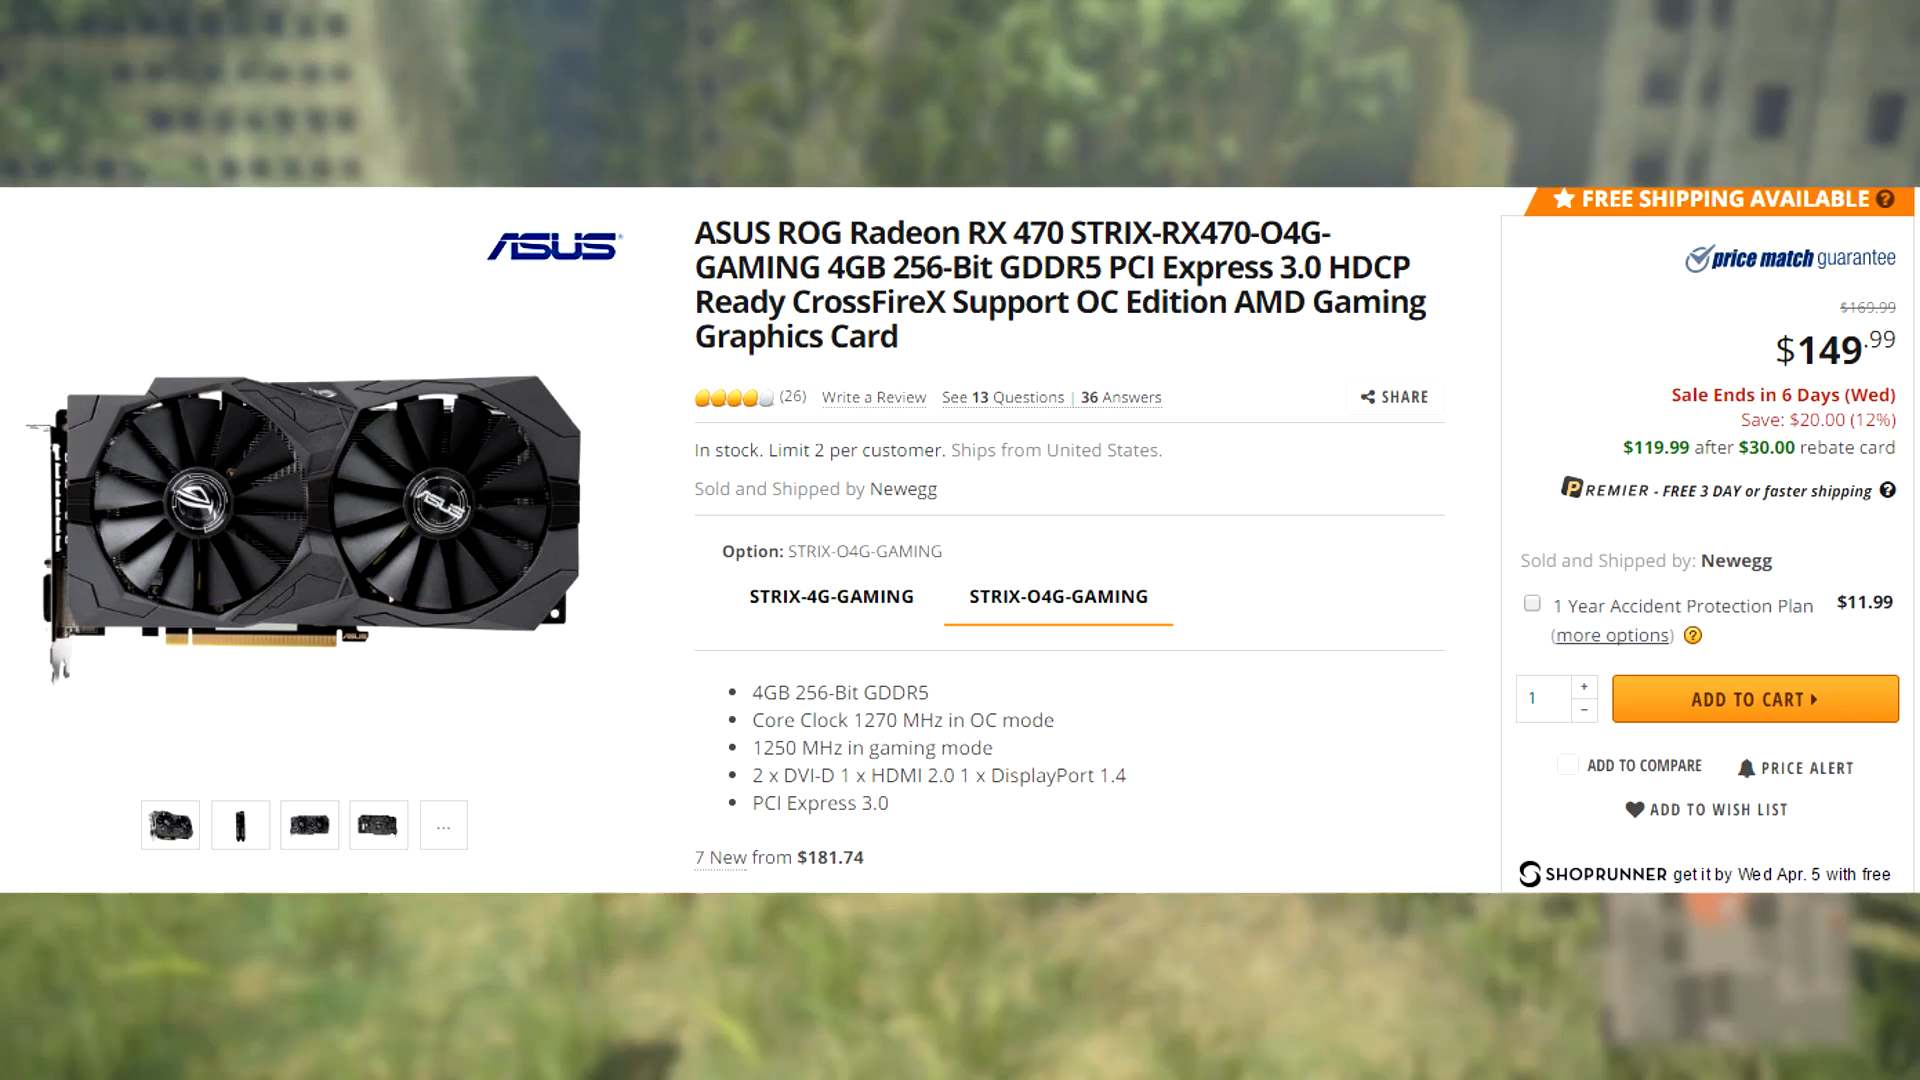 FREE SHIPPING AVAILABLE ?
ASUS
ASUS ROG Radeon RX 470 STRIX-RX470-O4G-
GAMING 4GB 256-Bit GDDR5 PCI Express 3.0 HDCP
Ready CrossFireX Support OC Edition AMD Gaming
Graphics Card
(26) Write a Review See 13 Questions | 36 Answers
SHARE
In stock. Limit 2 per customer. Ships from United States.
Sold and Shipped by Newegg
Option: STRIX-O4G-GAMING
STRIX-4G-GAMING STRIX-O4G-GAMING
• 4GB 256-Bit GDDR5
• Core Clock 1270 MHz in OC mode
• 1250 MHz in gaming mode
• 2 x DVI-D 1 x HDMI 2.0 1 x DisplayPort 1.4
• PCI Express 3.0
7 New from $181.74
...
ASUS
ASUS
price match guarantee
$169.99
$149.99
Sale Ends in 6 Days (Wed)
Save: $20.00 (12%)
$119.99 after $30.00 rebate card
PREMIER - FREE 3 DAY or faster shipping ?
Sold and Shipped by: Newegg
1 Year Accident Protection Plan $11.99
(more options) ?
1 + -
ADD TO CART
ADD TO COMPARE
PRICE ALERT
ADD TO WISH LIST
SHOPRUNNER get it by Wed Apr. 5 with free